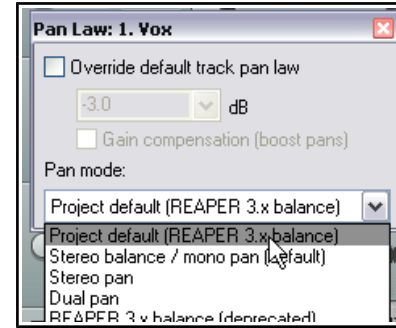 Pan Law: 1. Vox
Override default track pan law
-3.0 dB
Gain compensation (boost pans)
Pan mode:
Project default (REAPER 3.x balance)
Project default (REAPER 3.x balance)
Stereo balance / mono pan (default)
Stereo pan
Dual pan
REAPER 3.x balance (deprecated)